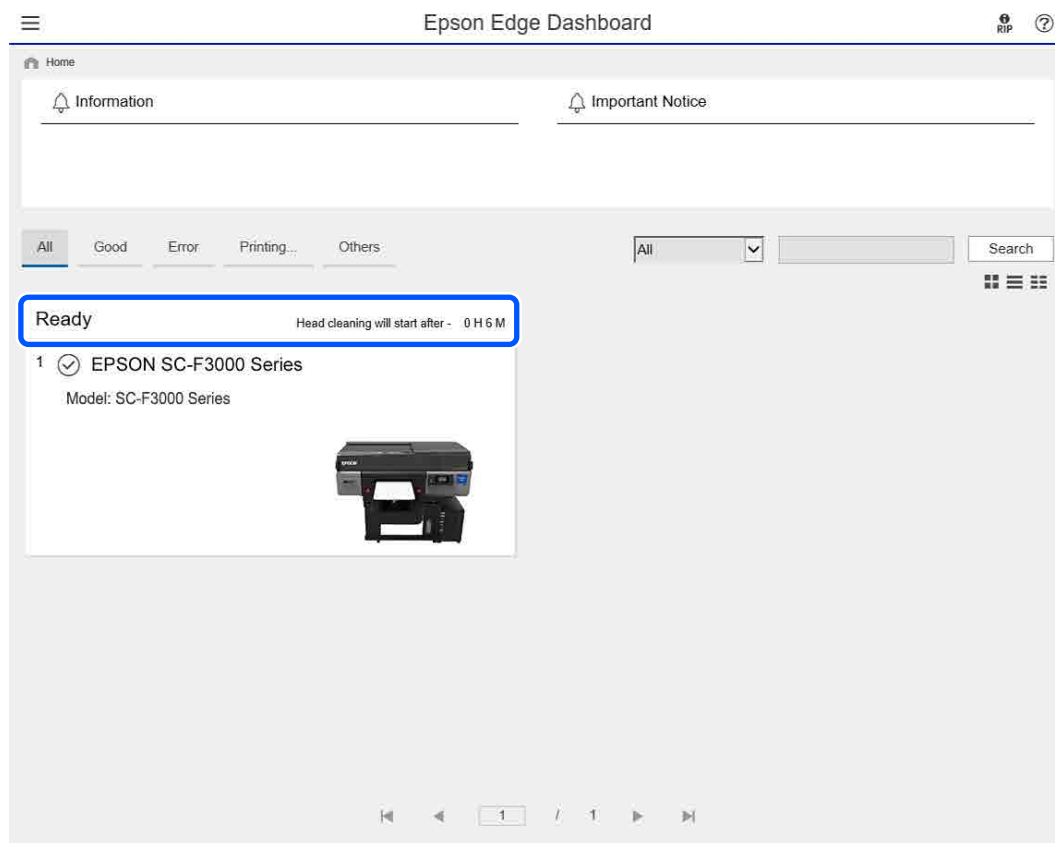 Epson Edge Dashboard
RIP
Home
Information
Important Notice
All Good Error Printing... Others
All
Search
Ready Head cleaning will start after - 0 H 6 M
1 EPSON SC-F3000 Series
Model: SC-F3000 Series
EPSON
1 / 1